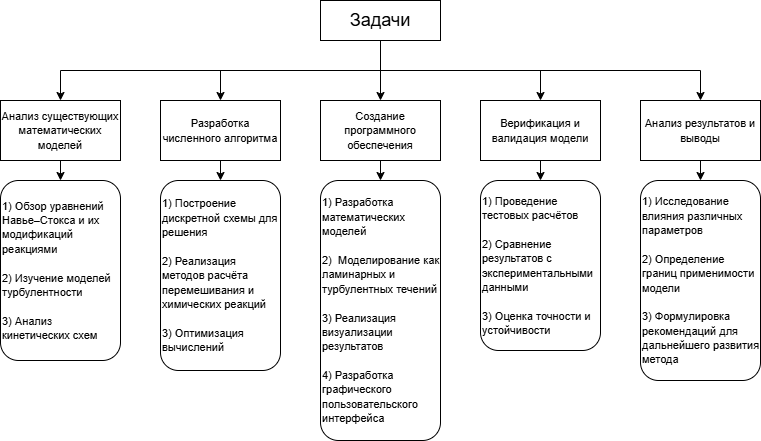 Задачи
Анализ существующих
математических
моделей
Разработка
численного алгоритма
Создание
программного
обеспечения
Верификация и
валидация модели
Анализ результатов и
выводы
1) Обзор уравнений
Навье–Стокса и их
модификаций
реакциями
2) Изучение моделей
турбулентности
3) Анализ
кинетических схем
1) Построение
дискретной схемы для
решения
2) Реализация
методов расчёта
перемешивания и
химических реакций
3) Оптимизация
вычислений
1) Разработка
математических
моделей
2) Моделирование как
ламинарных и
турбулентных течений
3) Реализация
визуализации
результатов
4) Разработка
графического
пользовательского
интерфейса
1) Проведение
тестовых расчётов
2) Сравнение
результатов с
экспериментальными
данными
3) Оценка точности и
устойчивости
1) Исследование
влияния различных
параметров
2) Определение
границ применимости
модели
3) Формулировка
рекомендаций для
дальнейшего развития
метода